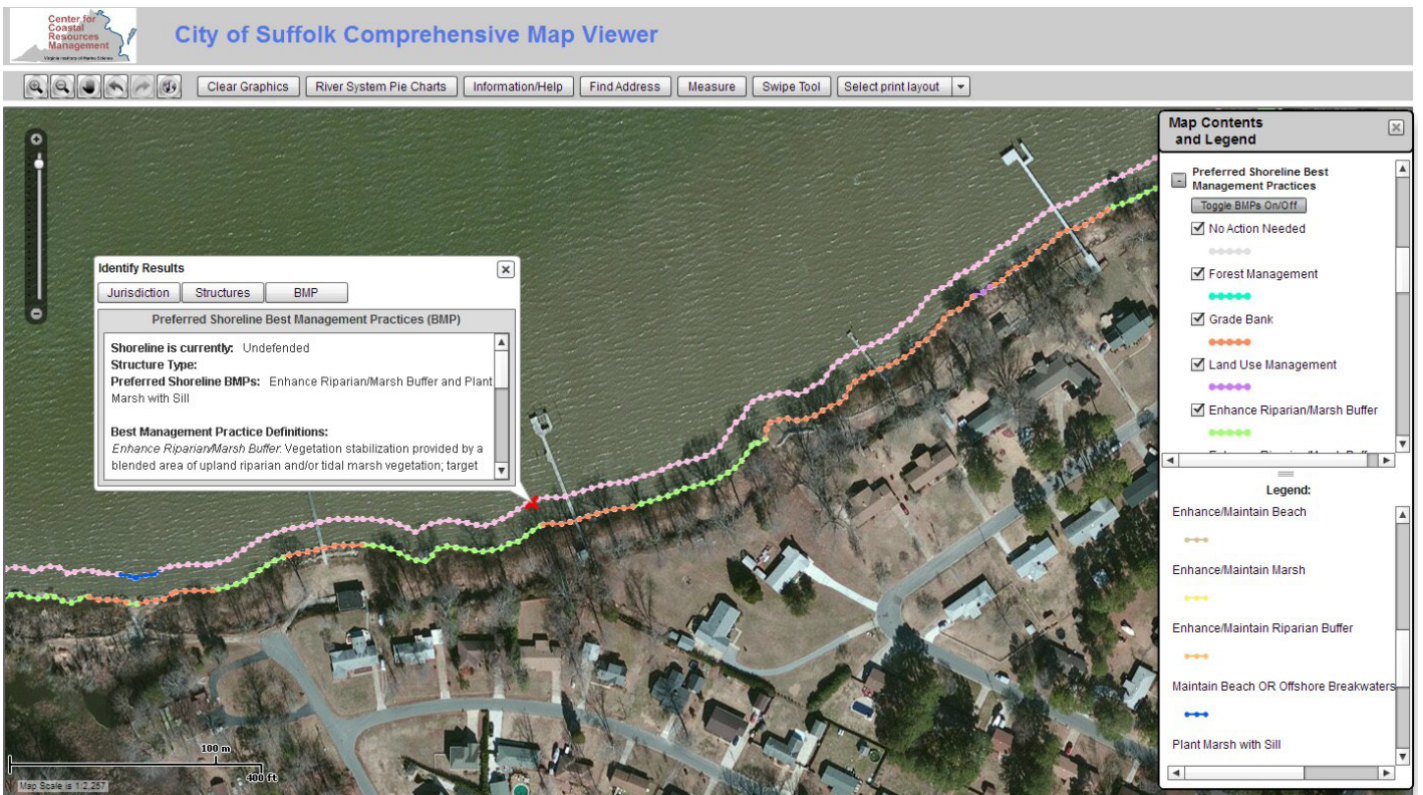 Center for
Coastal
Resources
Management
Virginia Institute of Marine Science
City of Suffolk Comprehensive Map Viewer
Clear Graphics
River System Pie Charts
Information/Help
Find Address
Measure
Swipe Tool
Select print layout
Map Contents
and Legend
Preferred Shoreline Best
Management Practices
Toggle BMPs On/Off
No Action Needed
Forest Management
Grade Bank
Land Use Management
Enhance Riparian/Marsh Buffer
Legend:
Enhance/Maintain Beach
Enhance/Maintain Marsh
Enhance/Maintain Riparian Buffer
Maintain Beach OR Offshore Breakwaters
Plant Marsh with Sill
Identify Results
Jurisdiction
Structures
BMP
Preferred Shoreline Best Management Practices (BMP)
Shoreline is currently: Undefended
Structure Type:
Preferred Shoreline BMPs: Enhance Riparian/Marsh Buffer and Plant
Marsh with Sill
Best Management Practice Definitions:
Enhance Riparian/Marsh Buffer: Vegetation stabilization provided by a
blended area of upland riparian and/or tidal marsh vegetation; target
100 m
400 ft
Map Scale is 1:2,257